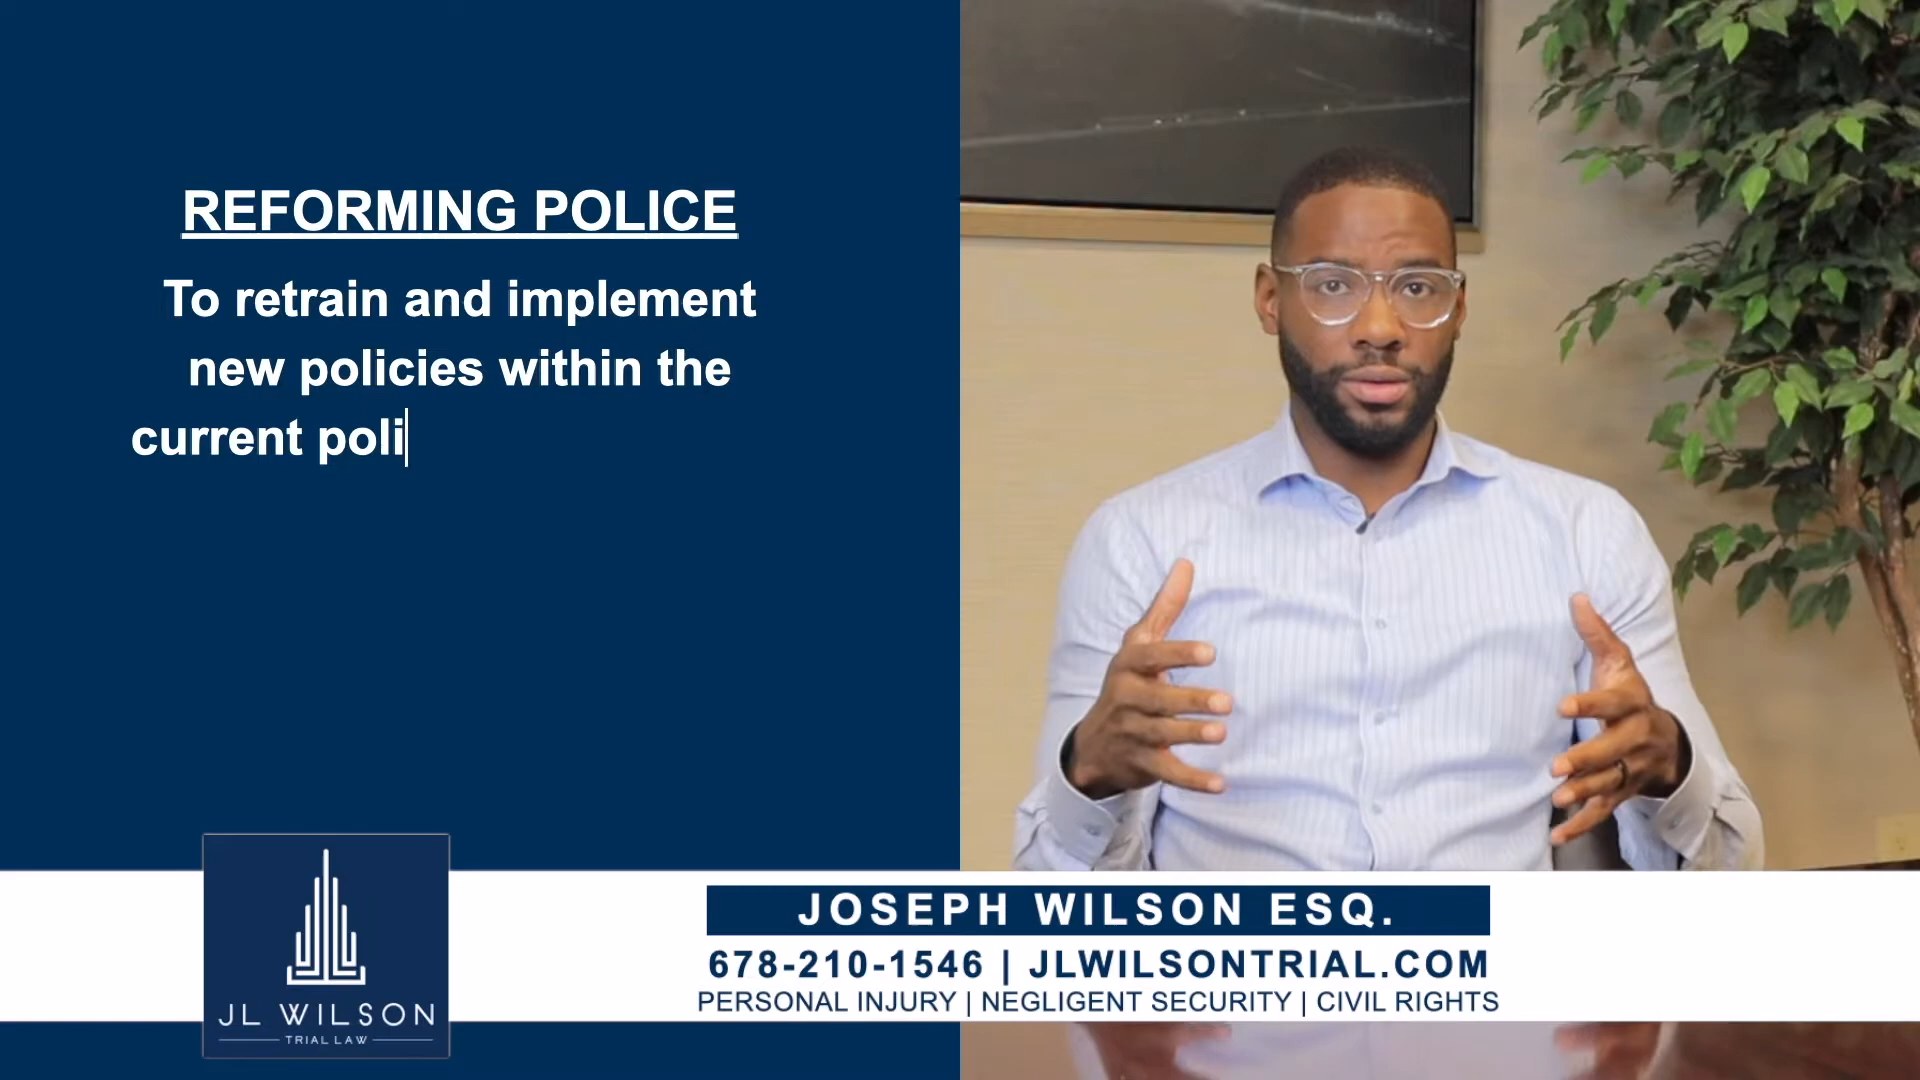 REFORMING POLICE
To retrain and implement
new policies within the
current poli
JL WILSON
TRIAL LAW
JOSEPH WILSON ESQ.
678-210-1546 | JLWILSONTRIAL.COM
PERSONAL INJURY | NEGLIGENT SECURITY | CIVIL RIGHTS